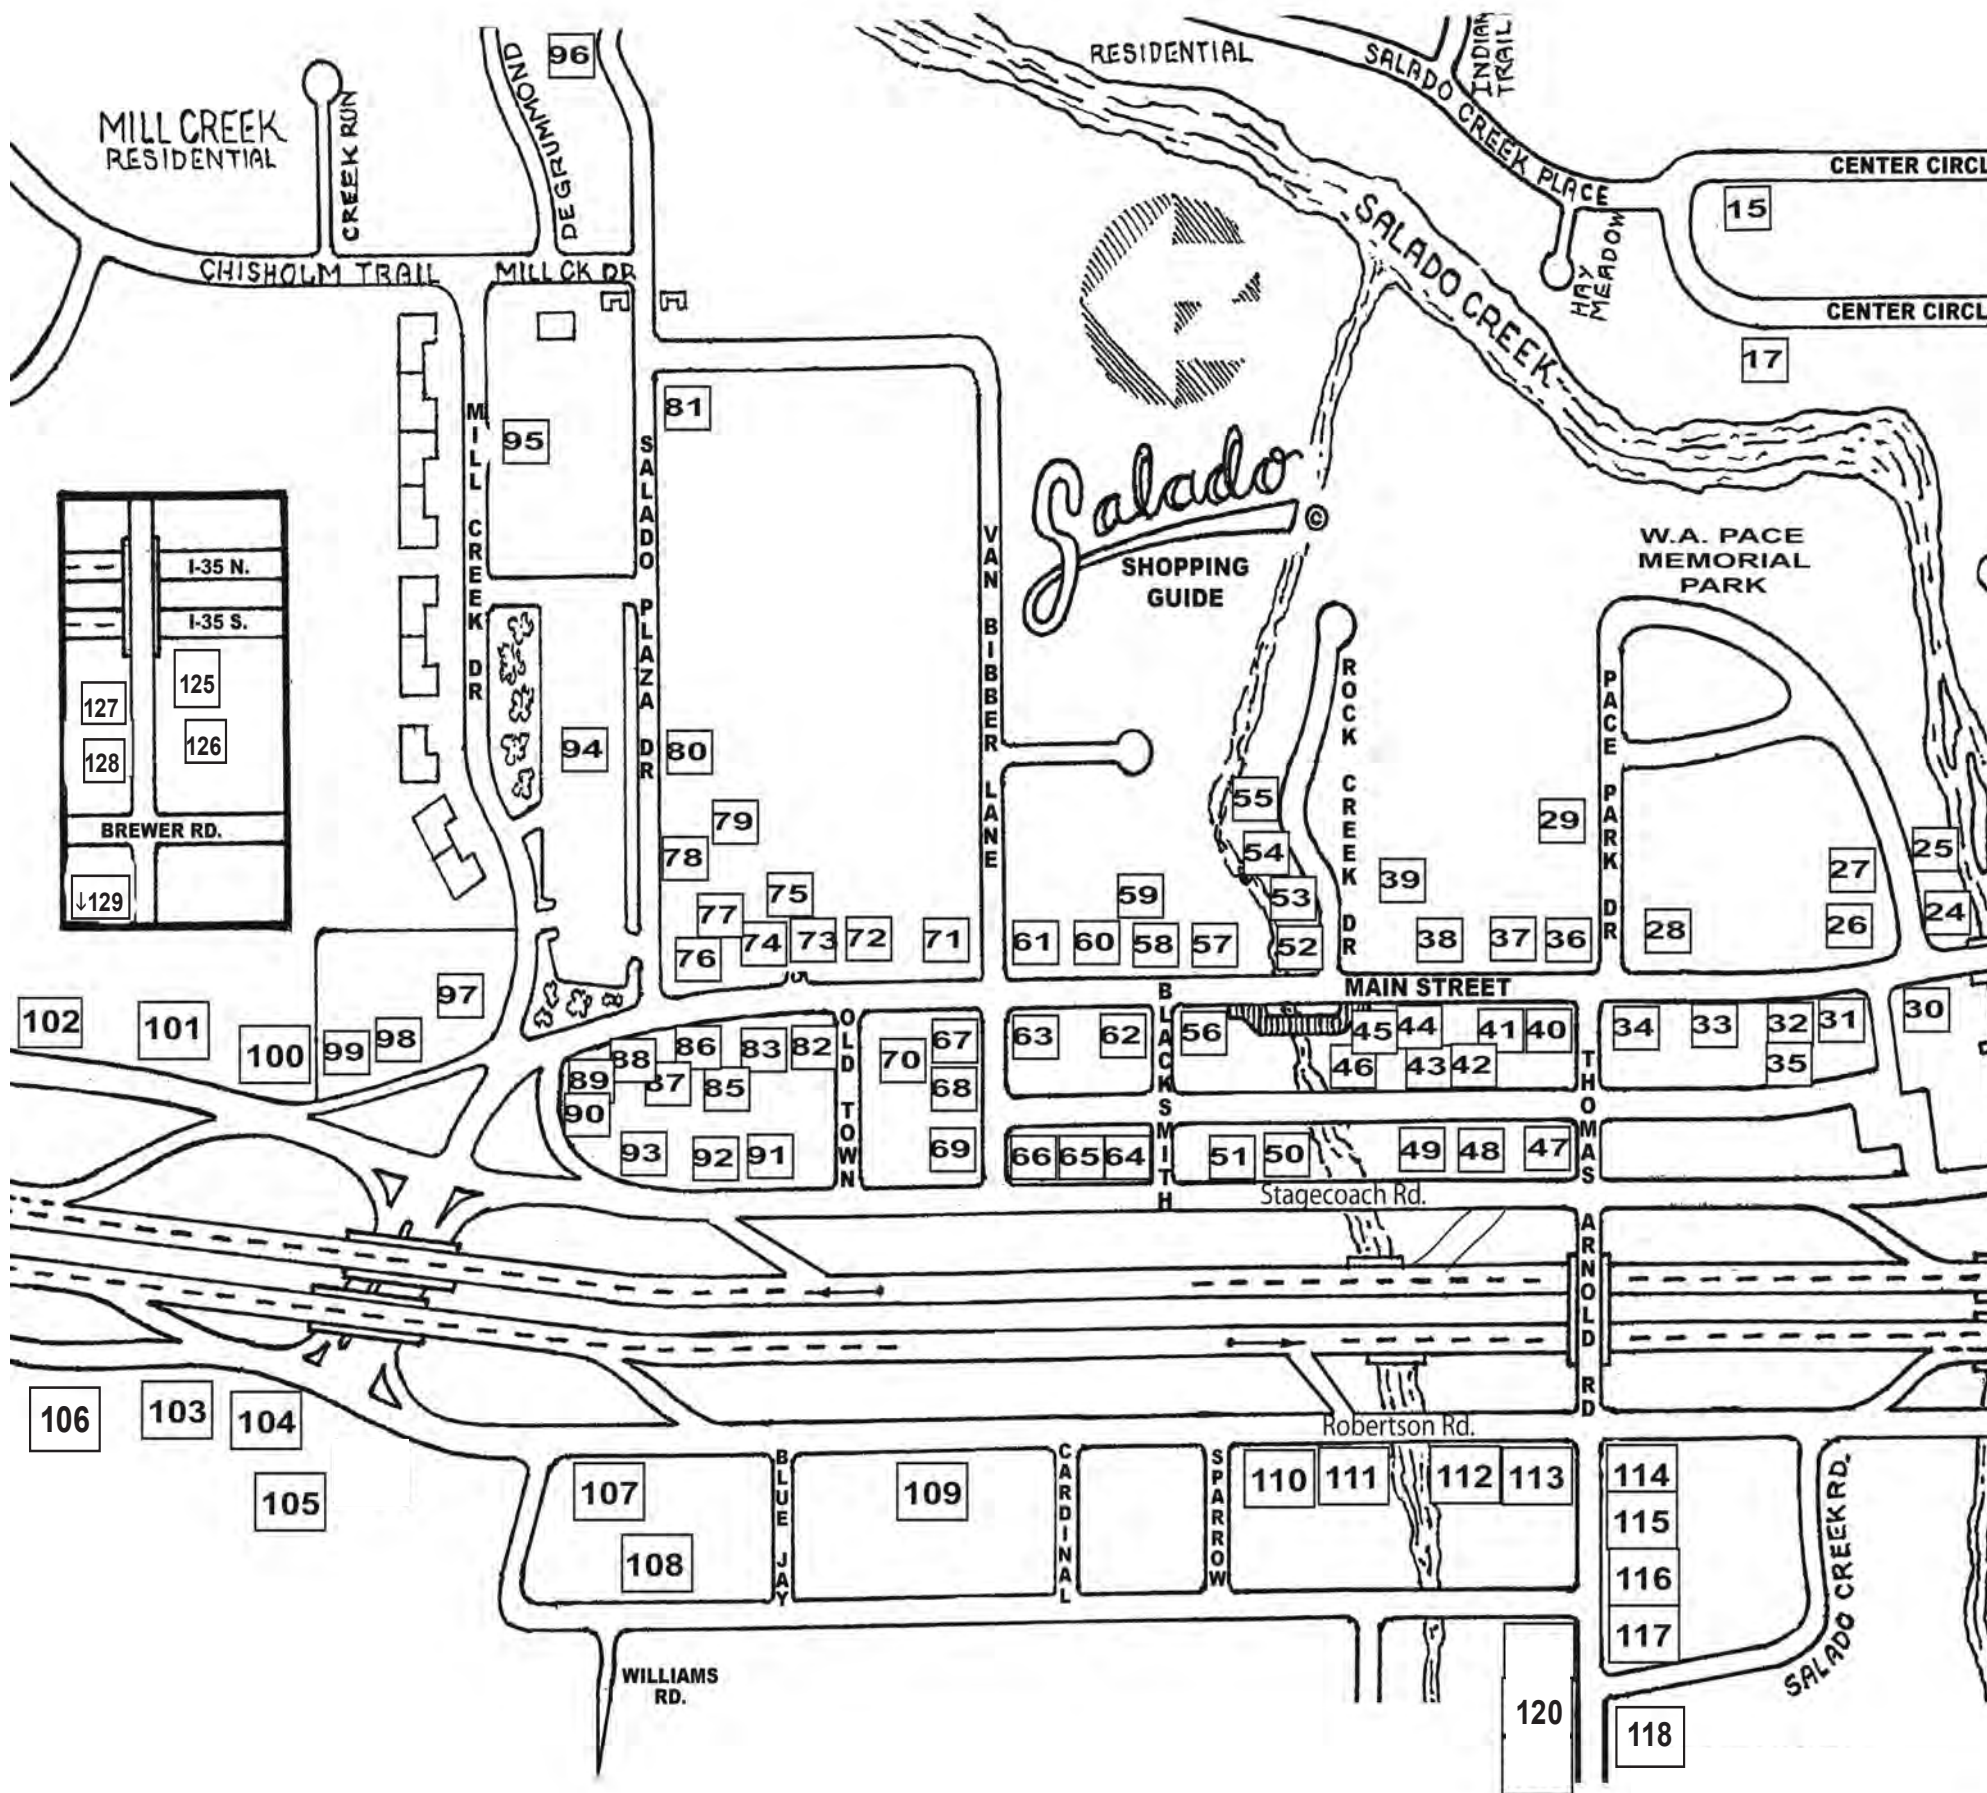 96
RESIDENTIAL
INDIAN
TRAIL
SALADO CREEK PLACE
MILL CREEK
RESIDENTIAL
CREEK RUN
DEGRUMMOND
CENTER CIRCL
15
HAY
MEADOW
SALADO CREEK
CHISHOLM TRAIL
MILL CK DR
CENTER CIRCL
17
81
95
MILL CREEK DR
SALADO PLAZA DR
VAN BIBBER LANE
Salado
©
SHOPPING
GUIDE
W.A. PACE
MEMORIAL
PARK
I-35 N.
I-35 S.
125
127
126
128
BREWER RD.
↓129
94
80
79
78
77
75
76
74
73
72
71
61
60
59
58
57
55
54
53
52
ROCK CREEK DR
39
38
37
36
29
PACE PARK DR
28
27
26
25
24
MAIN STREET
102
101
100
99
98
97
88
86
83
82
89
87
85
90
93
92
91
OLD TOWN
70
67
68
69
63
62
66
65
64
BLACKSMITH
56
46
45
44
43
42
41
40
51
50
49
48
47
THOMAS ARNOLD RD
34
33
32
31
35
30
Stagecoach Rd.
Robertson Rd.
106
103
104
105
107
108
BLUE JAY
109
CARDINAL
SPARROW
110
111
112
113
114
115
116
117
SALADO CREEK RD.
WILLIAMS
RD.
120
118